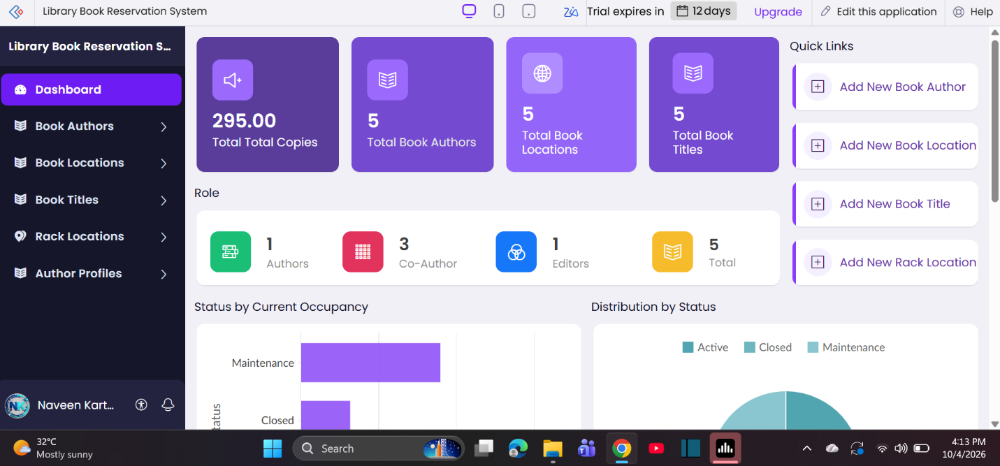 Library Book Reservation System
Trial expires in 12 days Upgrade Edit this application Help
Library Book Reservation S...
Dashboard
Book Authors
Book Locations
Book Titles
Rack Locations
Author Profiles
Naveen Kart...
295.00
Total Total Copies
5
Total Book Authors
5
Total Book
Locations
5
Total Book
Titles
Quick Links
Add New Book Author
Add New Book Location
Add New Book Title
Add New Rack Location
Role
1
Authors
3
Co-Author
1
Editors
5
Total
Status by Current Occupancy
Maintenance
Closed
Distribution by Status
Active Closed Maintenance
32°C
Mostly sunny
Search
4:13 PM
10/4/2026